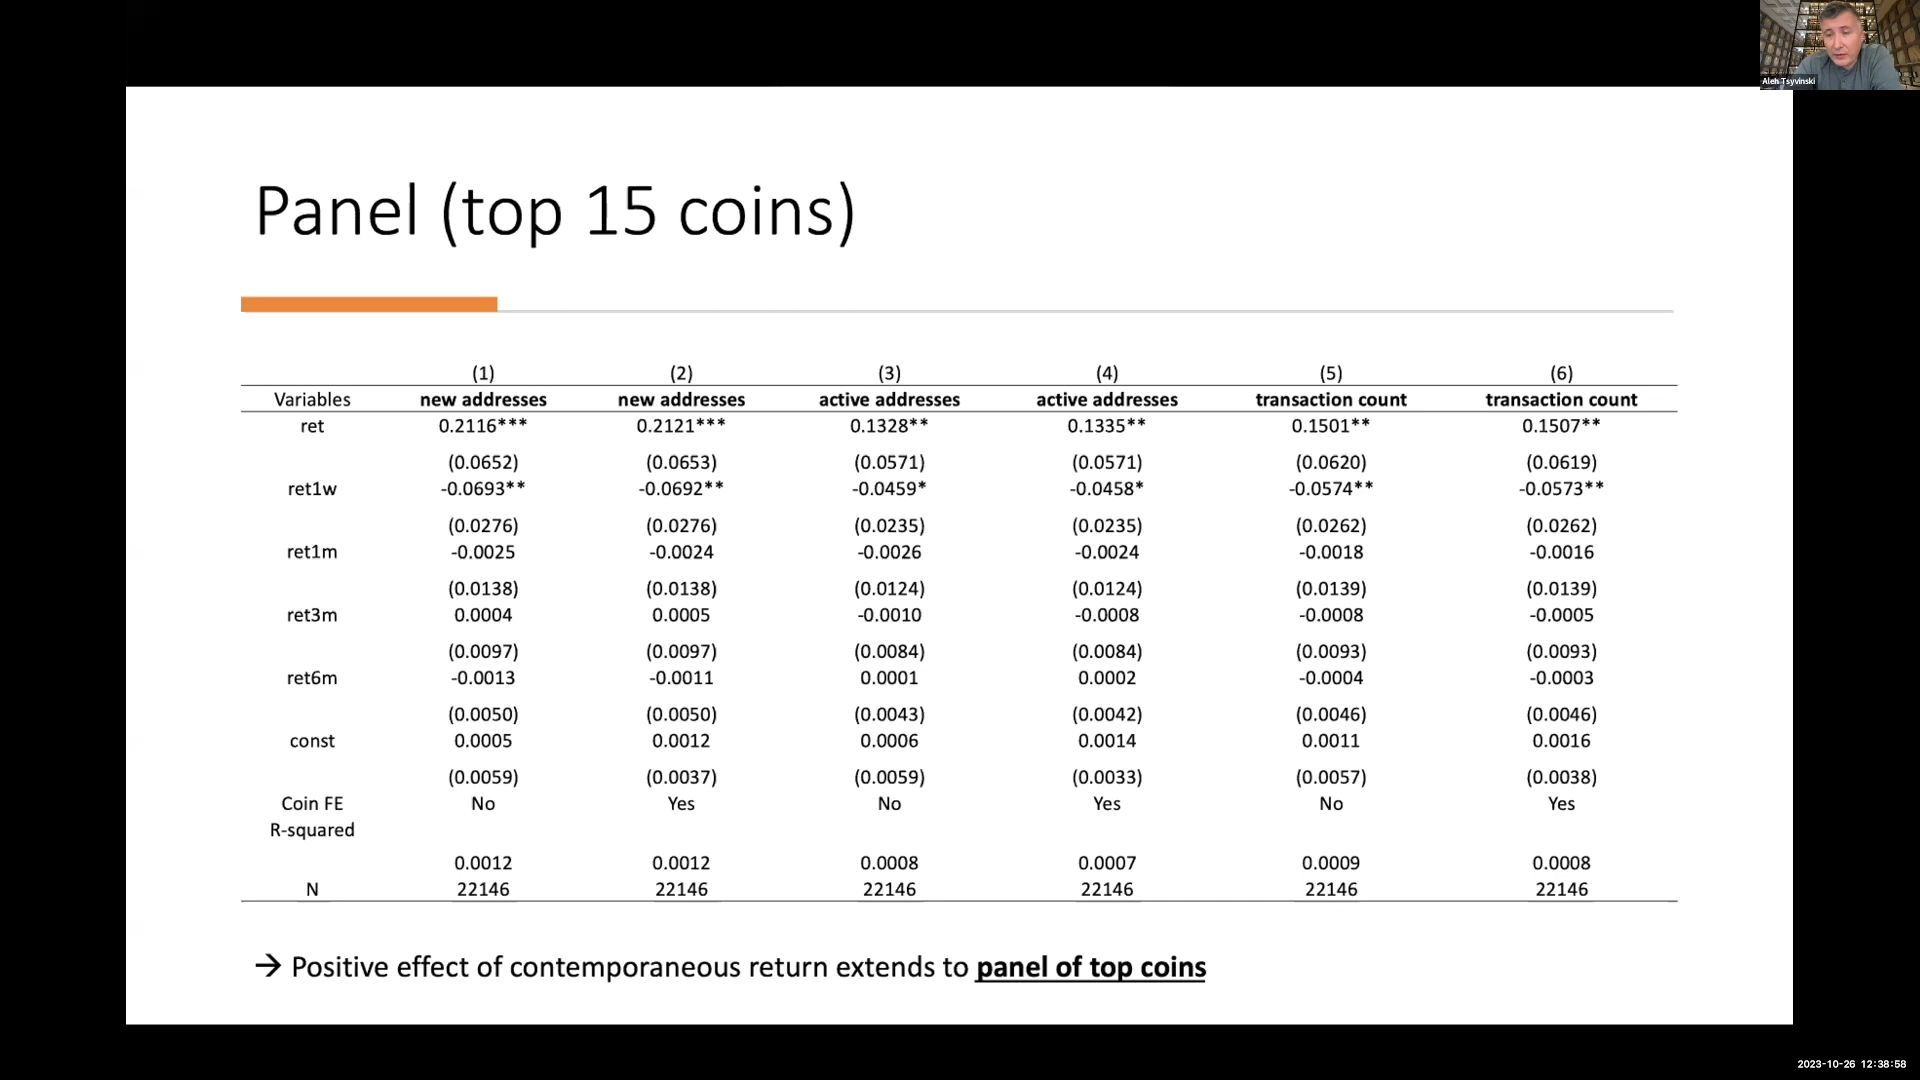 Aleh Tsyvinski
Panel (top 15 coins)
(1) (2) (3) (4) (5) (6)
Variables new addresses new addresses active addresses active addresses transaction count transaction count
ret 0.2116*** 0.2121*** 0.1328** 0.1335** 0.1501** 0.1507**
(0.0652) (0.0653) (0.0571) (0.0571) (0.0620) (0.0619)
ret1w -0.0693** -0.0692** -0.0459* -0.0458* -0.0574** -0.0573**
(0.0276) (0.0276) (0.0235) (0.0235) (0.0262) (0.0262)
ret1m -0.0025 -0.0024 -0.0026 -0.0024 -0.0018 -0.0016
(0.0138) (0.0138) (0.0124) (0.0124) (0.0139) (0.0139)
ret3m 0.0004 0.0005 -0.0010 -0.0008 -0.0008 -0.0005
(0.0097) (0.0097) (0.0084) (0.0084) (0.0093) (0.0093)
ret6m -0.0013 -0.0011 0.0001 0.0002 -0.0004 -0.0003
(0.0050) (0.0050) (0.0043) (0.0042) (0.0046) (0.0046)
const 0.0005 0.0012 0.0006 0.0014 0.0011 0.0016
(0.0059) (0.0037) (0.0059) (0.0033) (0.0057) (0.0038)
Coin FE No Yes No Yes No Yes
R-squared
0.0012 0.0012 0.0008 0.0007 0.0009 0.0008
N 22146 22146 22146 22146 22146 22146
→ Positive effect of contemporaneous return extends to panel of top coins
2023-10-26 12:38:58